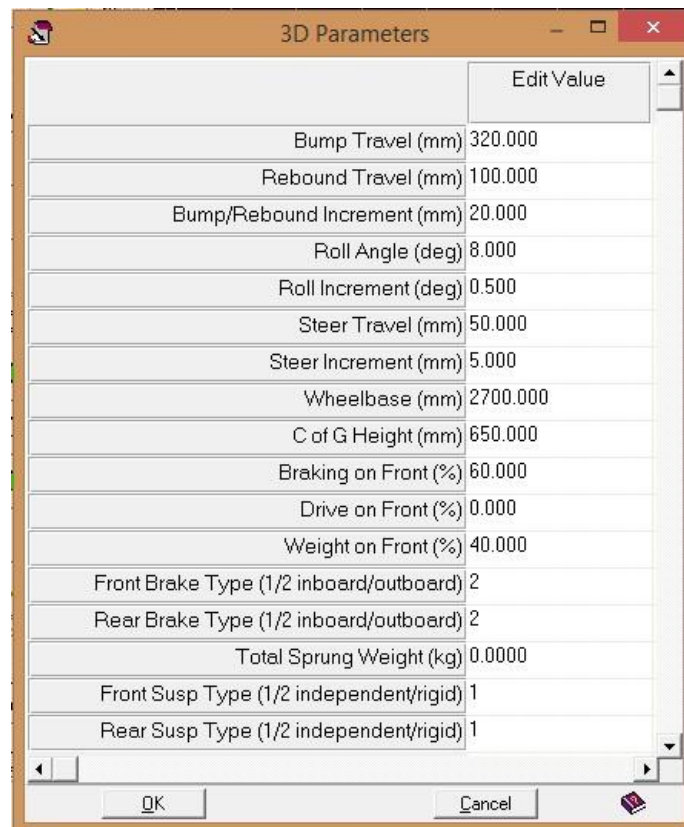 3D Parameters
Edit Value
Bump Travel (mm) 320.000
Rebound Travel (mm) 100.000
Bump/Rebound Increment (mm) 20.000
Roll Angle (deg) 8.000
Roll Increment (deg) 0.500
Steer Travel (mm) 50.000
Steer Increment (mm) 5.000
Wheelbase (mm) 2700.000
C of G Height (mm) 650.000
Braking on Front (%) 60.000
Drive on Front (%) 0.000
Weight on Front (%) 40.000
Front Brake Type (1/2 inboard/outboard) 2
Rear Brake Type (1/2 inboard/outboard) 2
Total Sprung Weight (kg) 0.0000
Front Susp Type (1/2 independent/rigid) 1
Rear Susp Type (1/2 independent/rigid) 1
OK Cancel